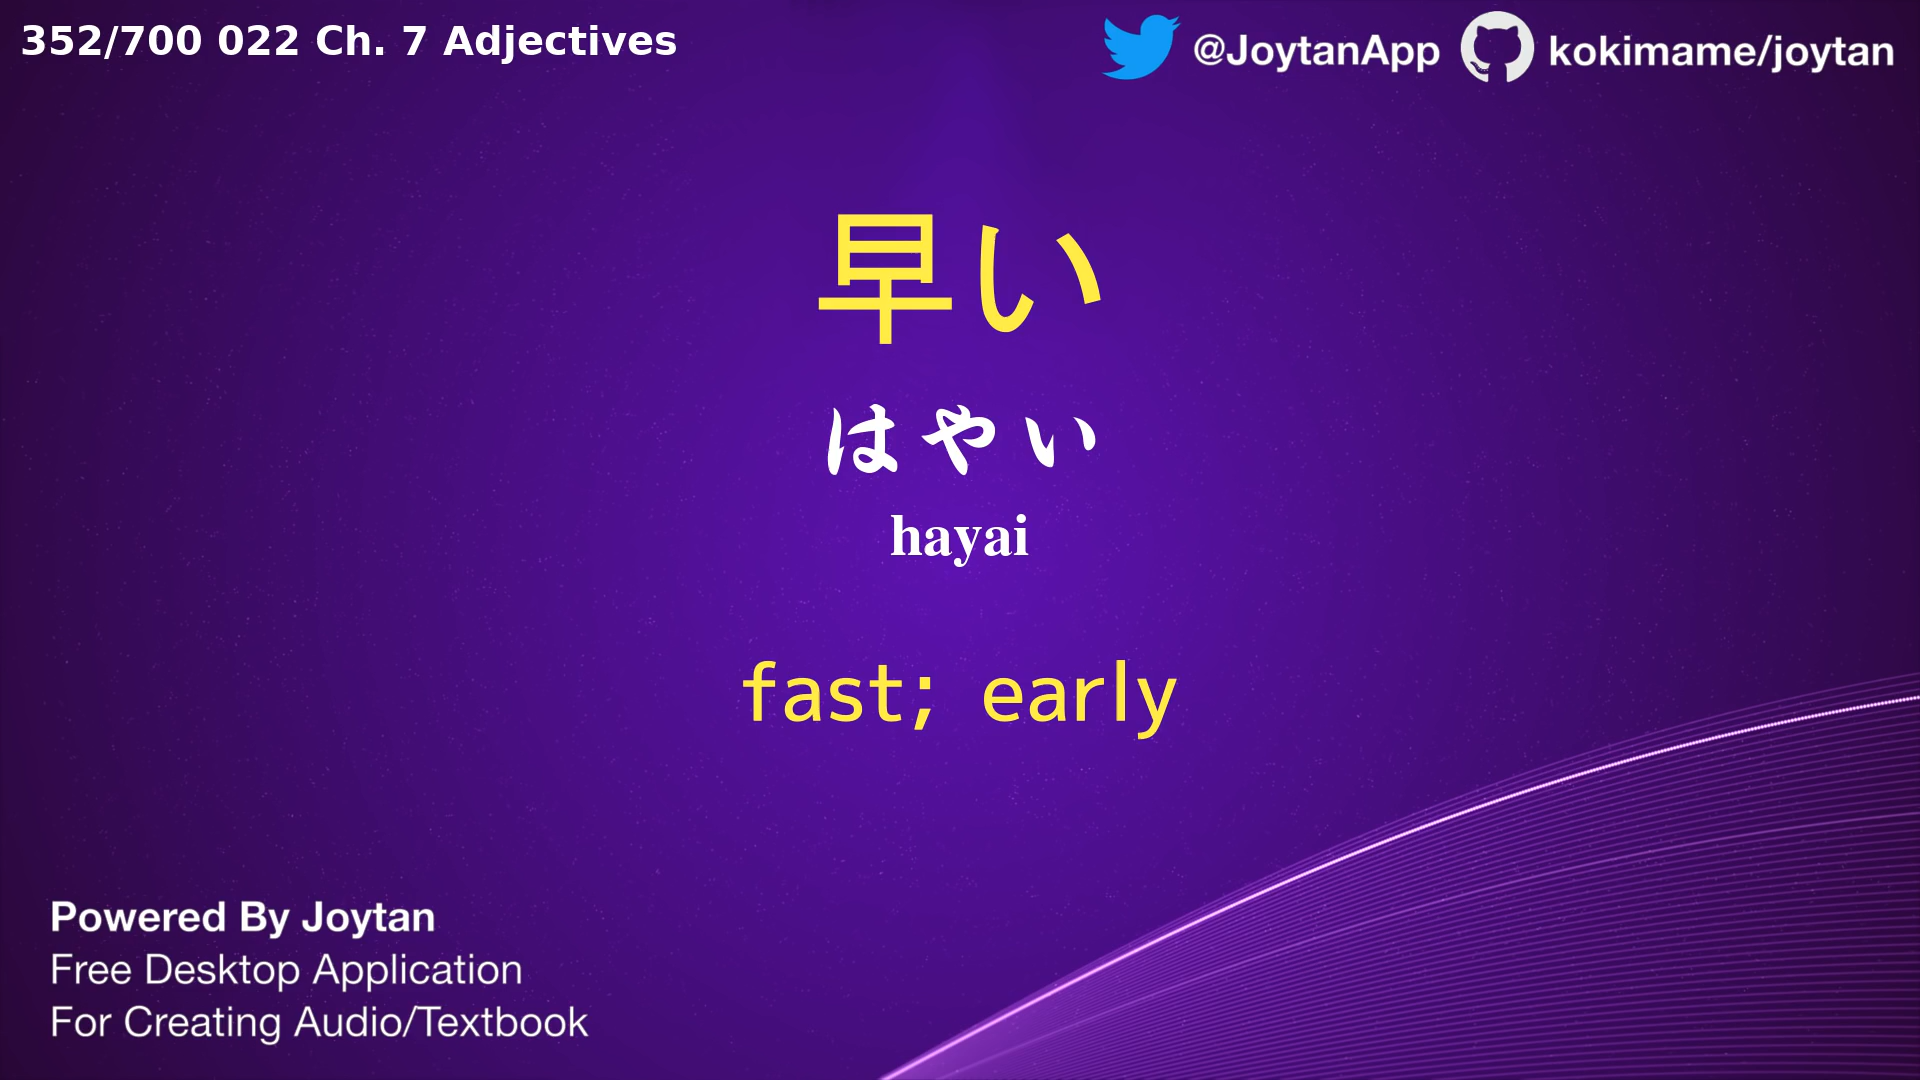 352/700 022 Ch. 7 Adjectives
@JoytanApp kokimame/joytan
早い
はやい
hayai
fast; early
Powered By Joytan
Free Desktop Application
For Creating Audio/Textbook